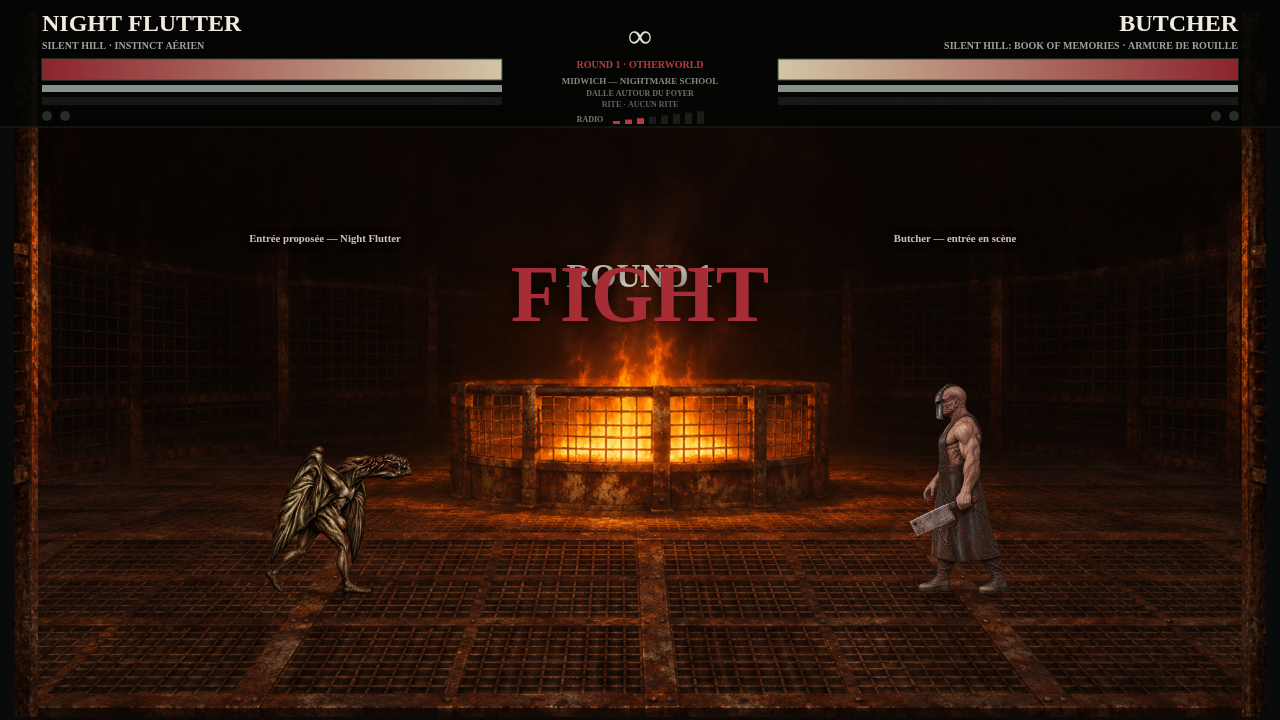 NIGHT FLUTTER
SILENT HILL · INSTINCT AÉRIEN
∞
ROUND 1 · OTHERWORLD
MIDWICH — NIGHTMARE SCHOOL
DALLE AUTOUR DU FOYER
RITE · AUCUN RITE
RADIO
BUTCHER
SILENT HILL: BOOK OF MEMORIES · ARMURE DE ROUILLE
Entrée proposée — Night Flutter
Butcher — entrée en scène
ROUND 1
FIGHT